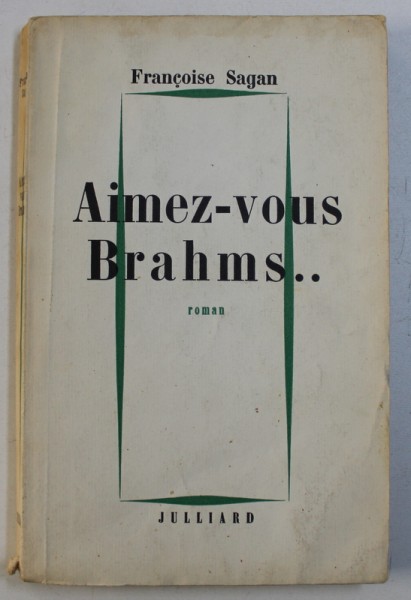 Françoise Sagan
Aimez-vous
Brahms..
roman
JULLIARD